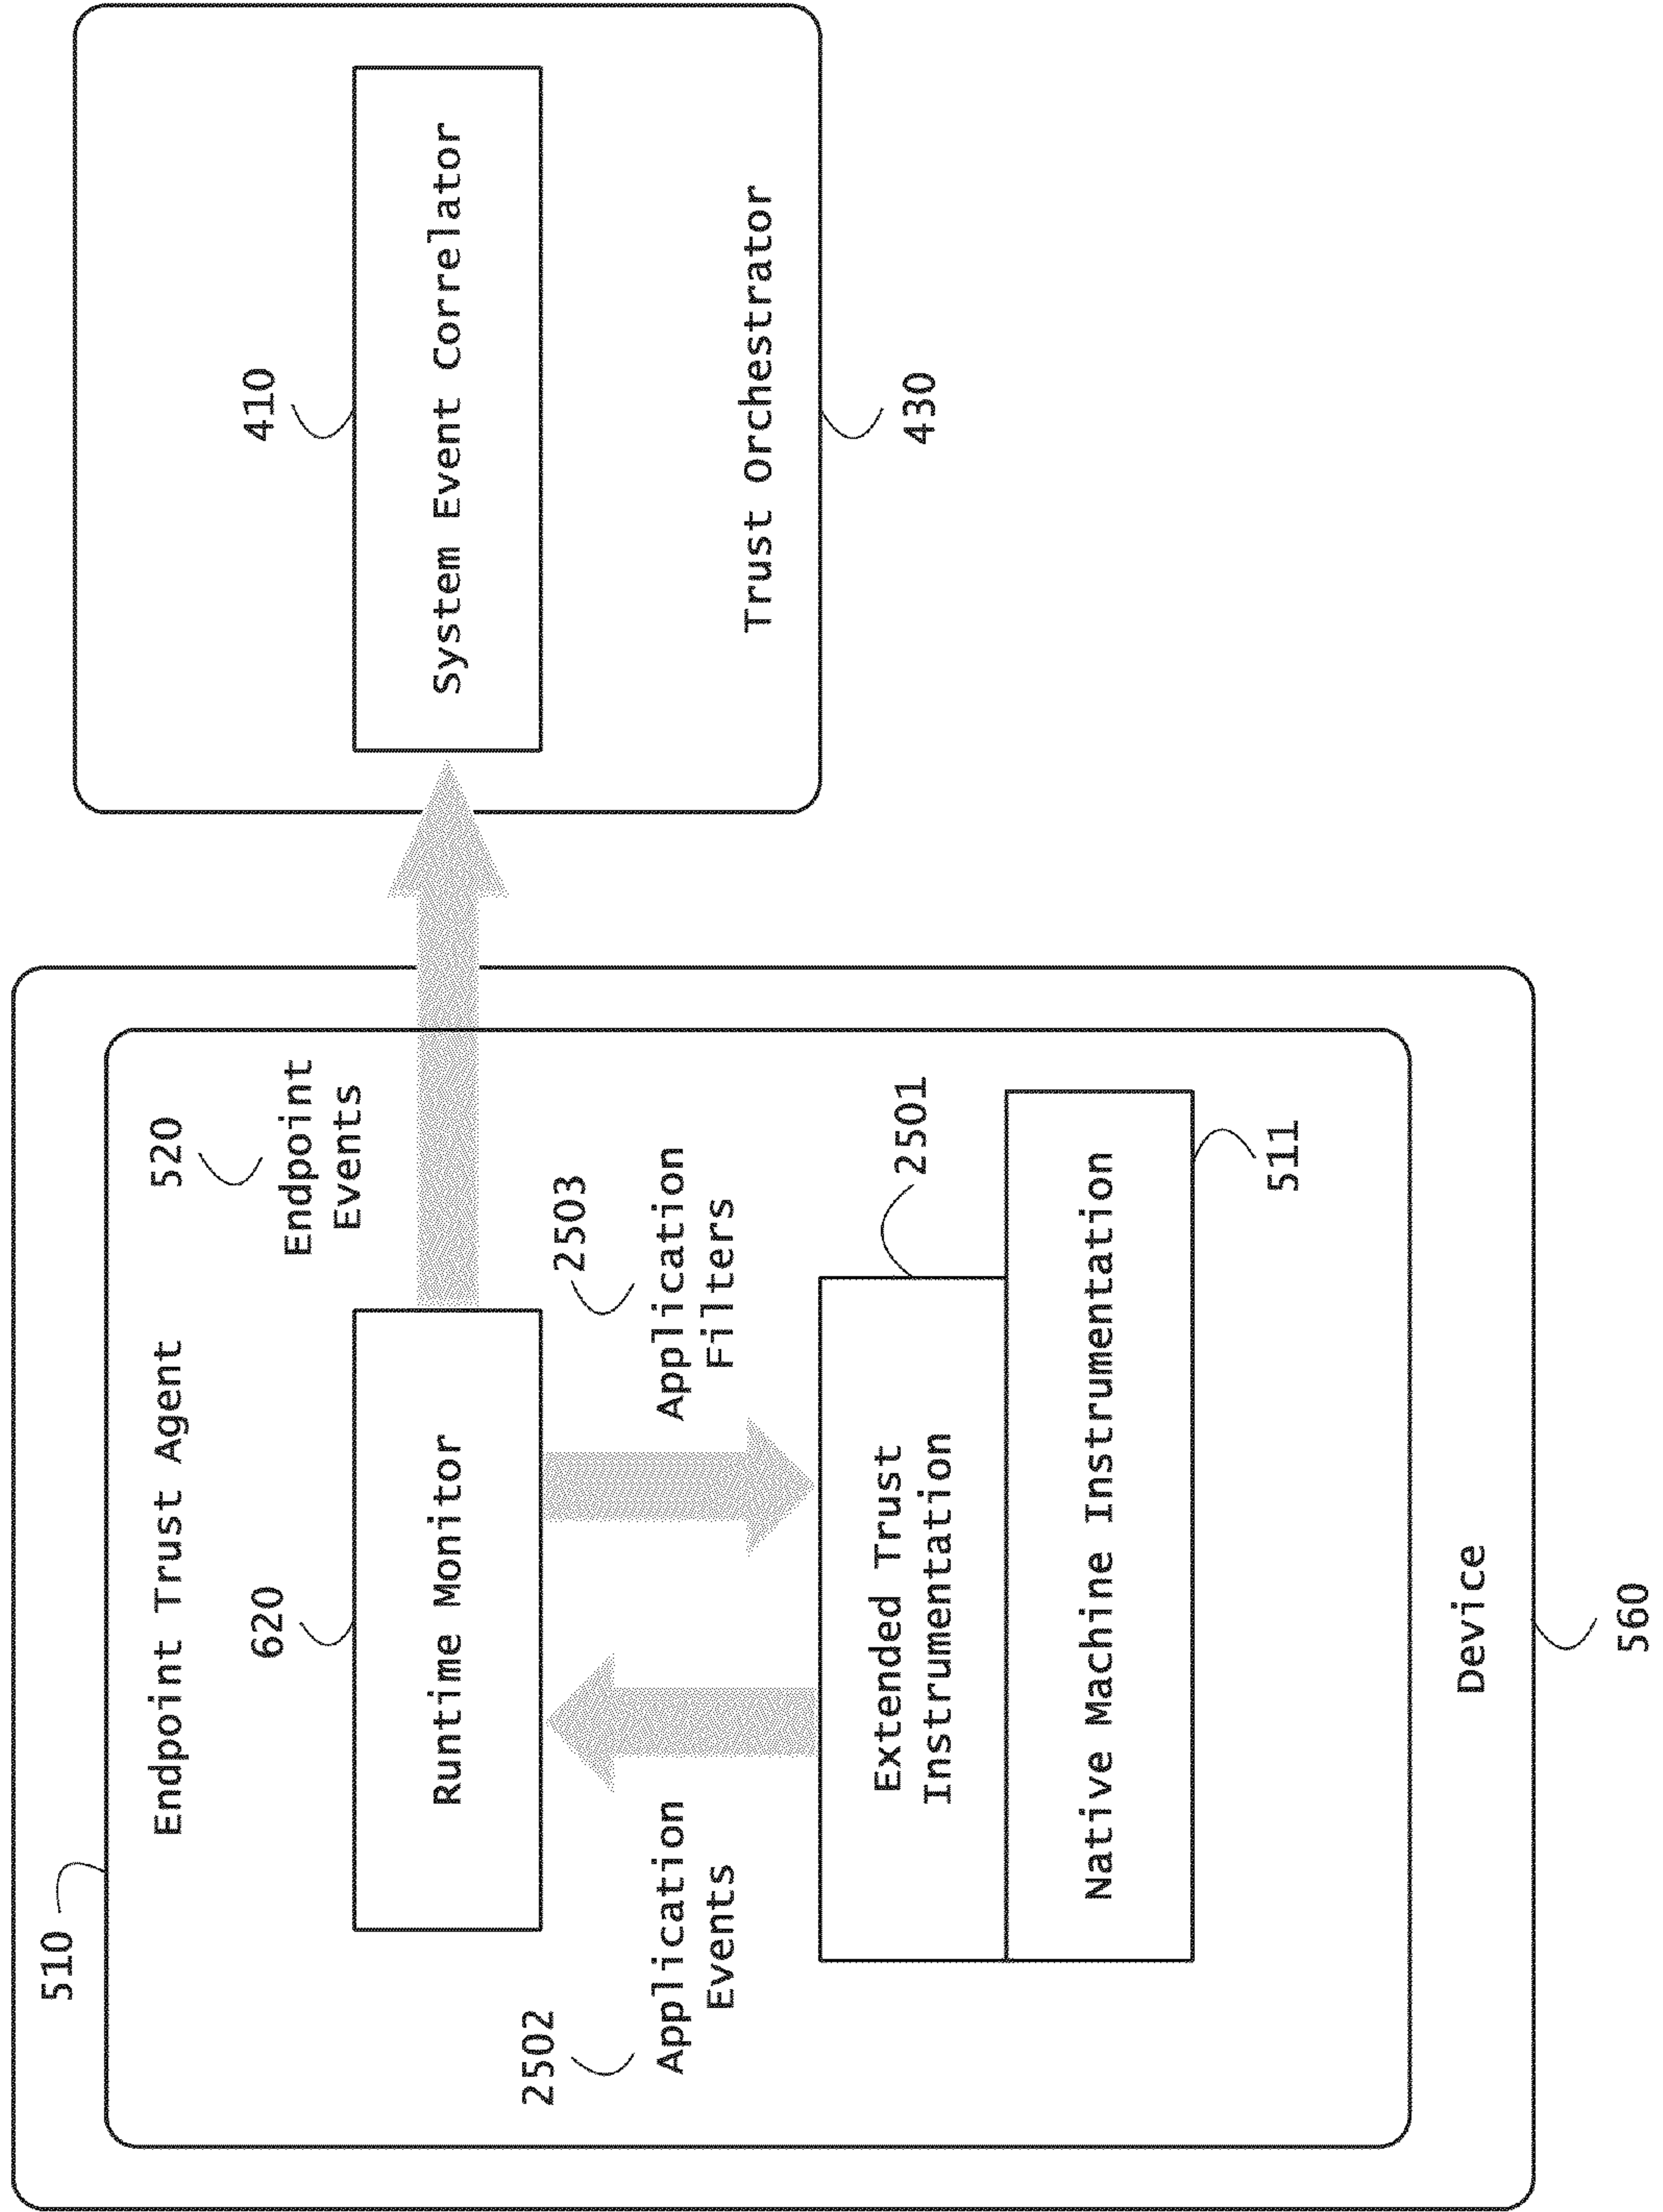 510
Endpoint Trust Agent
520
Endpoint
Events
620
Runtime Monitor
2502
Application
Events
2503
Application
Filters
Extended Trust
Instrumentation
2501
Native Machine Instrumentation
511
Device
560
410
System Event Correlator
Trust Orchestrator
430